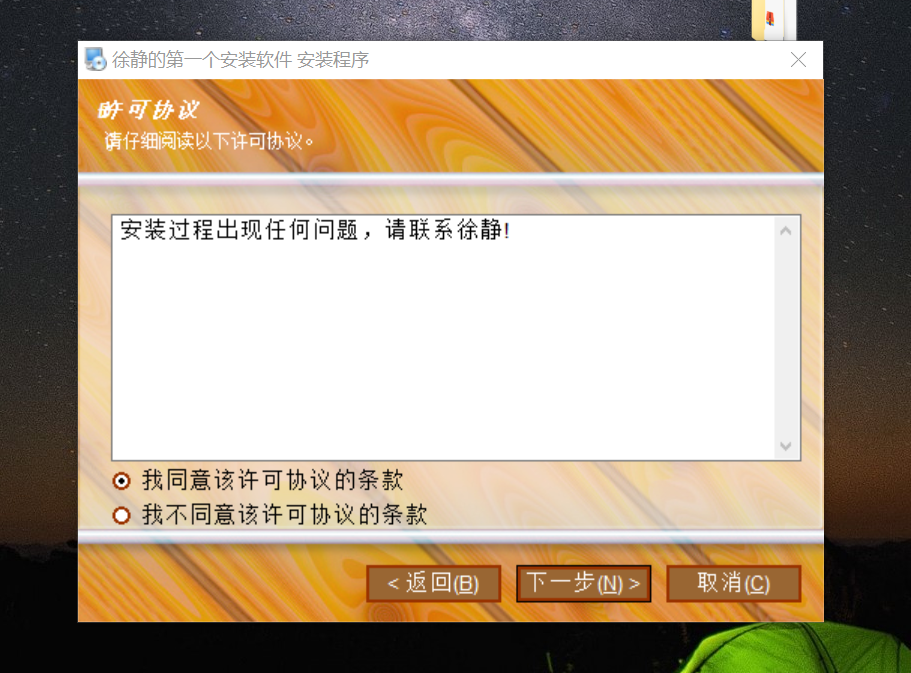 徐静的第一个安装软件 安装程序
许可协议
请仔细阅读以下许可协议。
安装过程出现任何问题，请联系徐静!
我同意该许可协议的条款
我不同意该许可协议的条款
< 返回(B) 下一步(N) > 取消(C)